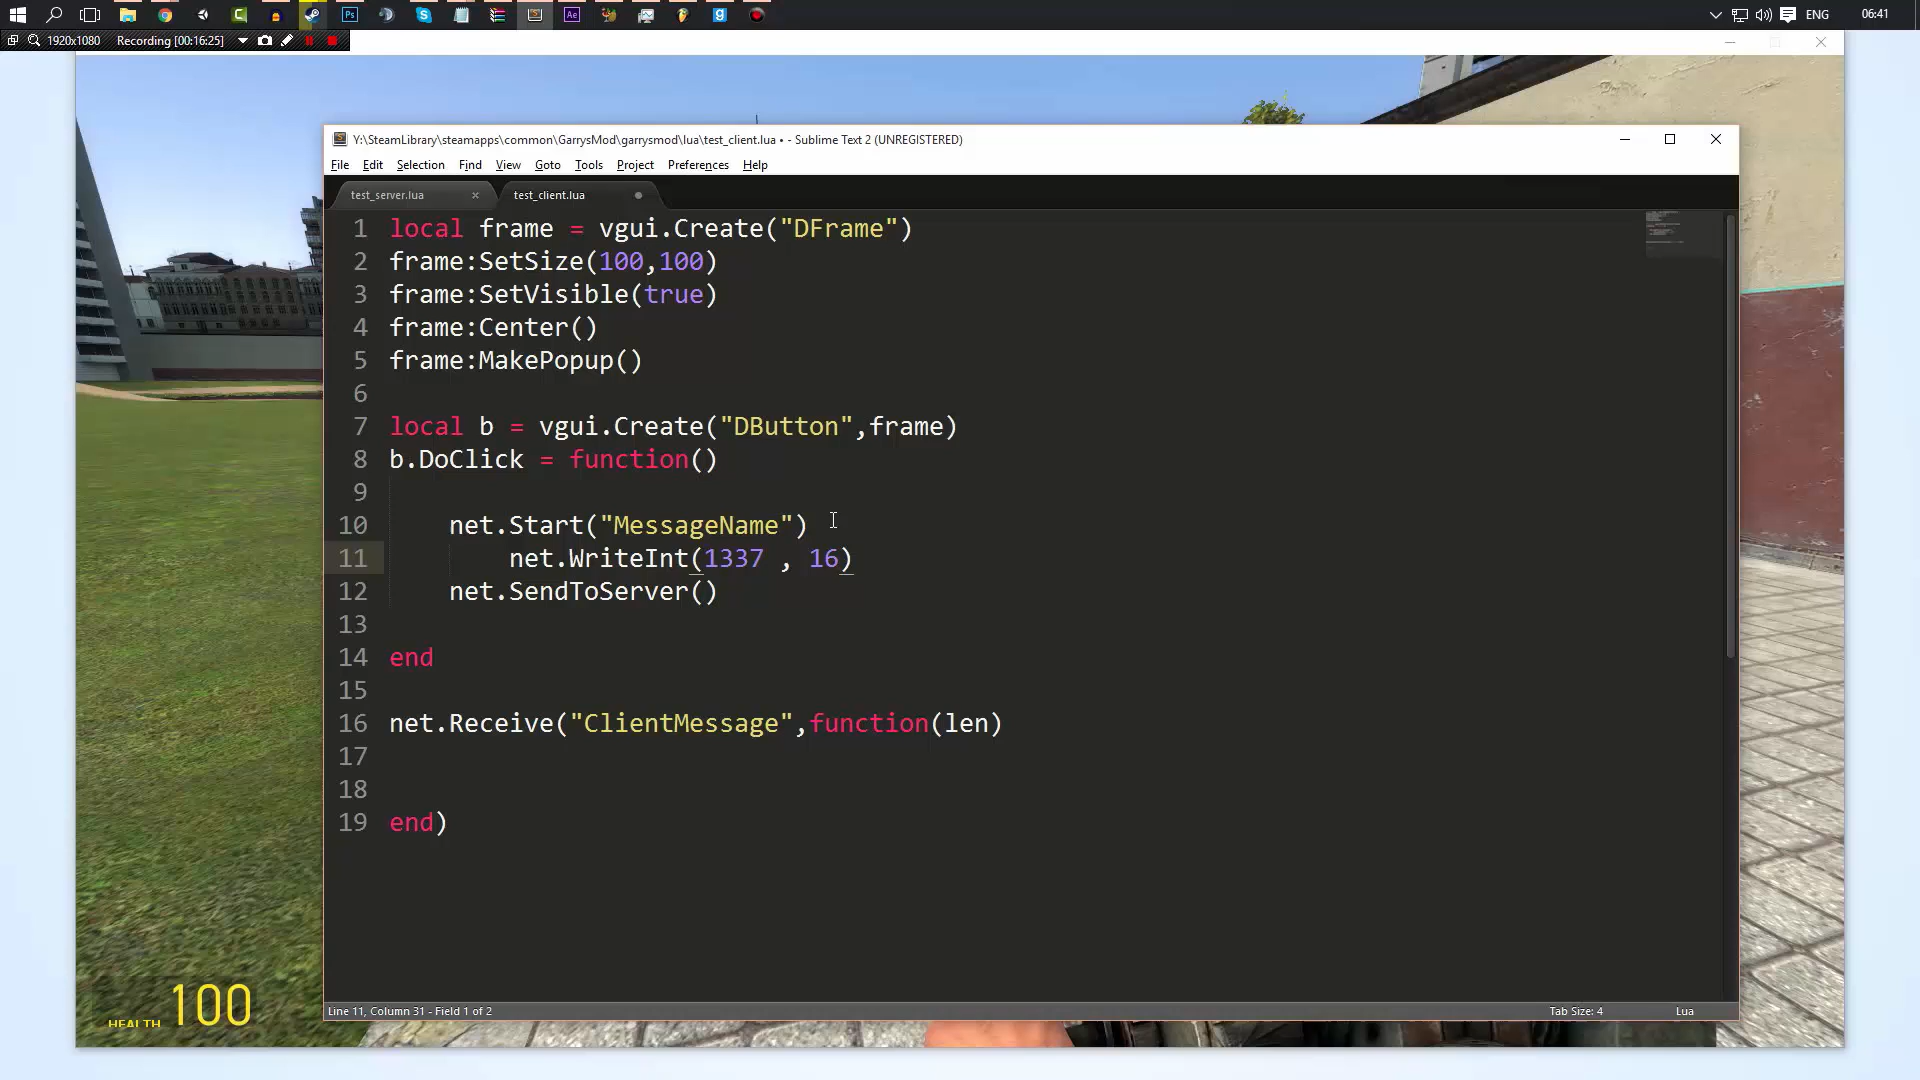 ENG
06:41
1920x1080 Recording [00:16:25]
Y:\SteamLibrary\steamapps\common\GarrysMod\garrysmod\lua\test_client.lua • - Sublime Text 2 (UNREGISTERED)
File Edit Selection Find View Goto Tools Project Preferences Help
test_server.lua × test_client.lua
1 local frame = vgui.Create("DFrame")
2 frame:SetSize(100,100)
3 frame:SetVisible(true)
4 frame:Center()
5 frame:MakePopup()
6
7 local b = vgui.Create("DButton",frame)
8 b.DoClick = function()
9
10 net.Start("MessageName")
11 net.WriteInt(1337 , 16)
12 net.SendToServer()
13
14 end
15
16 net.Receive("ClientMessage",function(len)
17
18
19 end)
HEALTH 100
Line 11, Column 31 - Field 1 of 2 Tab Size: 4 Lua